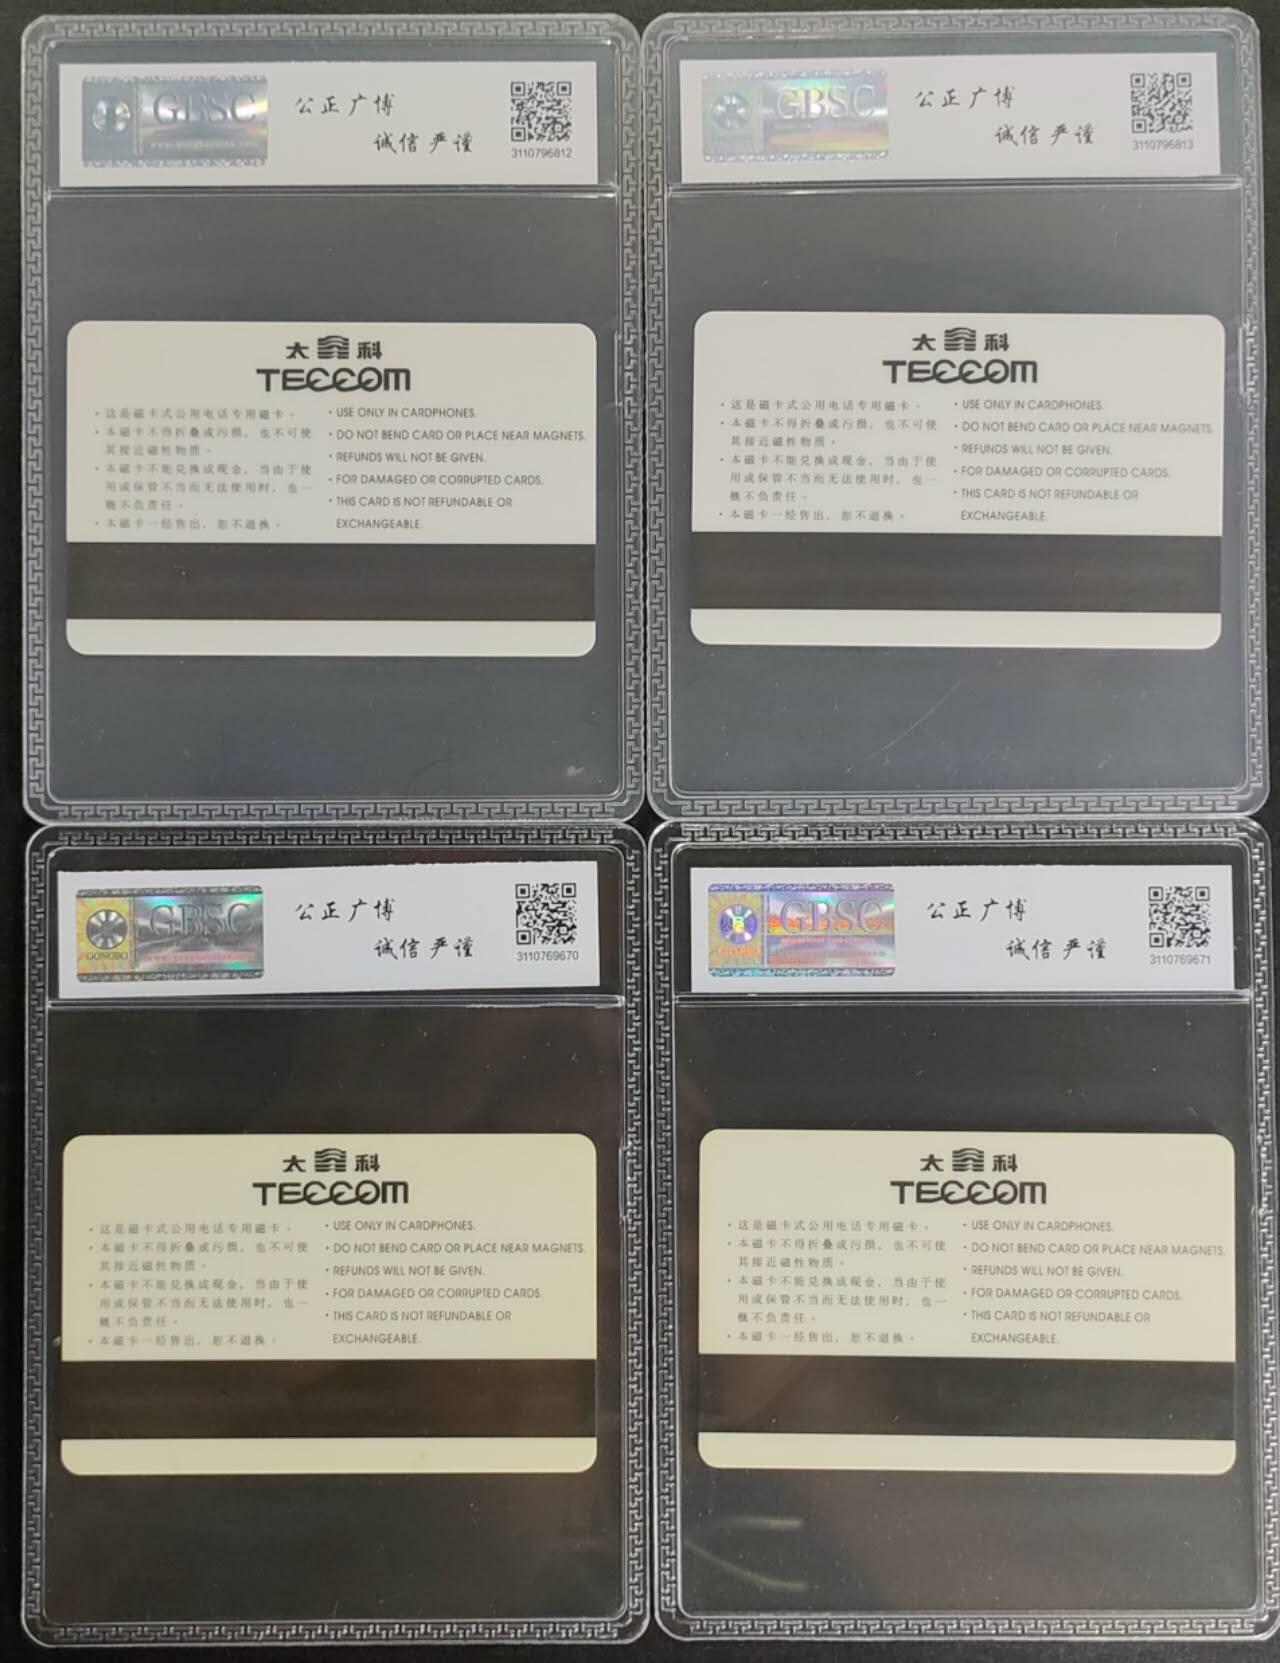 GBSC
公正广博
诚信严谨
3110796812
太鑫科
TECCOM
・这是磁卡式公用电话专用磁卡。
・本磁卡不得折叠或污损,也不可使
其接近磁性物质。
・本磁卡不能兑换成现金,当由于使
用或保管不当而无法使用时,也一
概不负责任。
・本磁卡一经售出,恕不退换。
• USE ONLY IN CARDPHONES.
• DO NOT BEND CARD OR PLACE NEAR MAGNETS.
• REFUNDS WILL NOT BE GIVEN.
• FOR DAMAGED OR CORRUPTED CARDS.
• THIS CARD IS NOT REFUNDABLE OR
EXCHANGEABLE.
GBSC
公正广博
诚信严谨
3110796813
太鑫科
TECCOM
・这是磁卡式公用电话专用磁卡。
・本磁卡不得折叠或污损,也不可使
其接近磁性物质。
・本磁卡不能兑换成现金,当由于使
用或保管不当而无法使用时,也一
概不负责任。
・本磁卡一经售出,恕不退换。
• USE ONLY IN CARDPHONES.
• DO NOT BEND CARD OR PLACE NEAR MAGNETS.
• REFUNDS WILL NOT BE GIVEN.
• FOR DAMAGED OR CORRUPTED CARDS.
• THIS CARD IS NOT REFUNDABLE OR
EXCHANGEABLE.
GONGBO
GBSC
公正广博
诚信严谨
3110769670
太鑫科
TECCOM
・这是磁卡式公用电话专用磁卡。
・本磁卡不得折叠或污损,也不可使
其接近磁性物质。
・本磁卡不能兑换成现金,当由于使
用或保管不当而无法使用时,也一
概不负责任。
・本磁卡一经售出,恕不退换。
• USE ONLY IN CARDPHONES.
• DO NOT BEND CARD OR PLACE NEAR MAGNETS.
• REFUNDS WILL NOT BE GIVEN.
• FOR DAMAGED OR CORRUPTED CARDS.
• THIS CARD IS NOT REFUNDABLE OR
EXCHANGEABLE.
GBSC
公正广博
诚信严谨
3110769671
太鑫科
TECCOM
・这是磁卡式公用电话专用磁卡。
・本磁卡不得折叠或污损,也不可使
其接近磁性物质。
・本磁卡不能兑换成现金,当由于使
用或保管不当而无法使用时,也一
概不负责任。
・本磁卡一经售出,恕不退换。
• USE ONLY IN CARDPHONES.
• DO NOT BEND CARD OR PLACE NEAR MAGNETS.
• REFUNDS WILL NOT BE GIVEN.
• FOR DAMAGED OR CORRUPTED CARDS.
• THIS CARD IS NOT REFUNDABLE OR
EXCHANGEABLE.